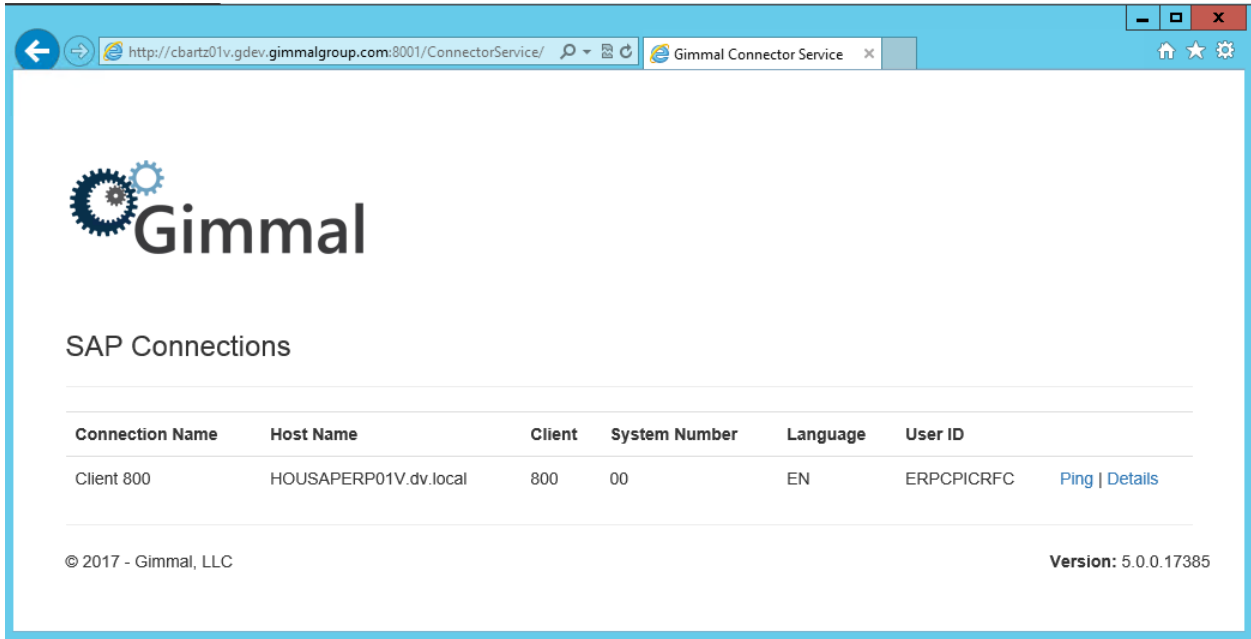 http://cbartz01v.gdev.gimmalgroup.com:8001/ConnectorService/ Gimmal Connector Service
Gimmal
SAP Connections
Connection Name Host Name Client System Number Language User ID
Client 800 HOUSAPERP01V.dv.local 800 00 EN ERPCPICRFC Ping | Details
© 2017 - Gimmal, LLC Version: 5.0.0.17385